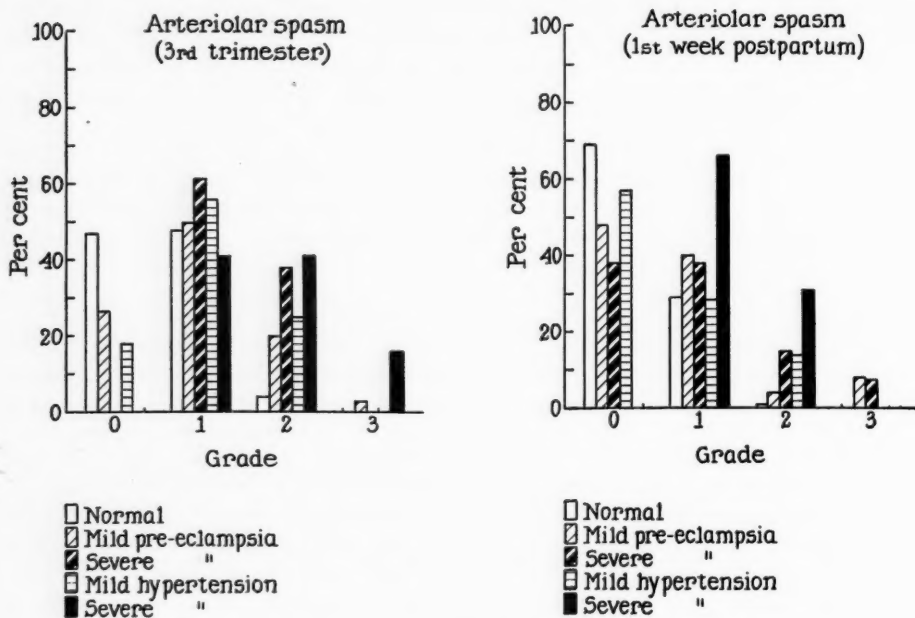 Arteriolar spasm
(3rd trimester)
100
80
60
40
20
0
Per cent
0 1 2 3
Grade
Normal
Mild pre-eclampsia
Severe "
Mild hypertension
Severe "
Arteriolar spasm
(1st week postpartum)
100
80
60
40
20
0
Per cent
0 1 2 3
Grade
Normal
Mild pre-eclampsia
Severe "
Mild hypertension
Severe "